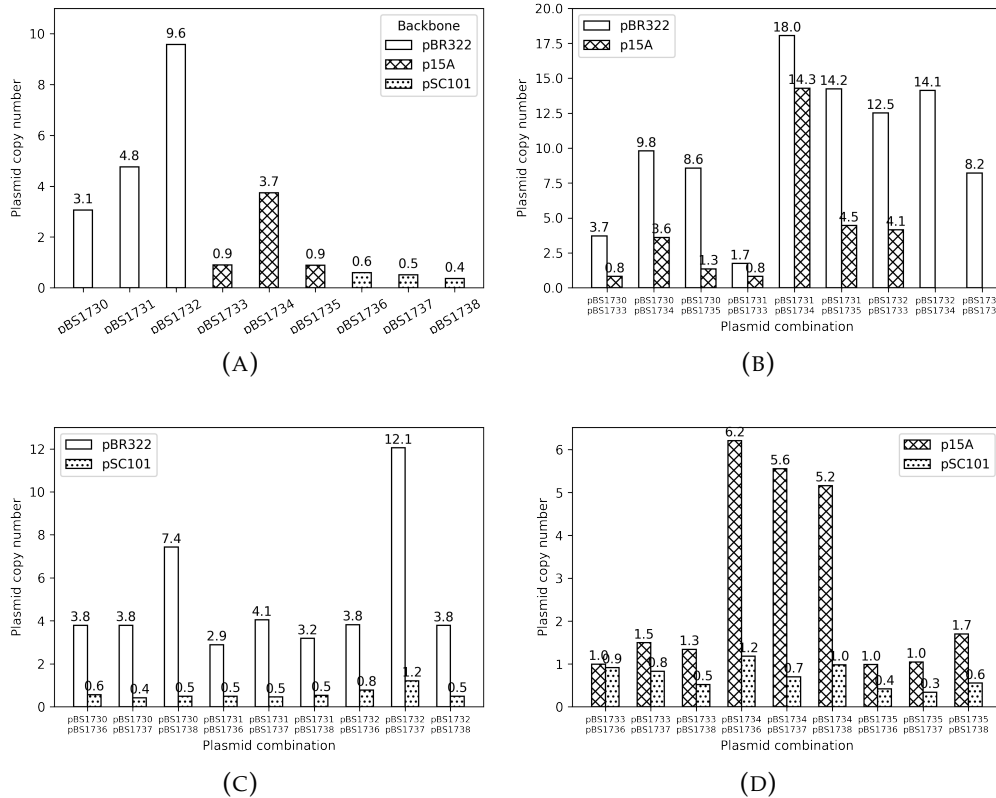 Plasmid copy number
10
8
6
4
2
0
Backbone
pBR322
p15A
pSC101
3.1
4.8
9.6
0.9
3.7
0.9
0.6
0.5
0.4
pBS1730
pBS1731
pBS1732
pBS1733
pBS1734
pBS1735
pBS1736
pBS1737
pBS1738
(A)
Plasmid copy number
20.0
17.5
15.0
12.5
10.0
7.5
5.0
2.5
0.0
pBR322
p15A
3.7
0.8
9.8
3.6
8.6
1.3
1.7
0.8
18.0
14.3
14.2
4.5
12.5
4.1
14.1
8.2
pBS1730 pBS1730 pBS1730 pBS1731 pBS1731 pBS1731 pBS1732 pBS1732 pBS173
pBS1733 pBS1734 pBS1735 pBS1733 pBS1734 pBS1735 pBS1733 pBS1734 pBS173
Plasmid combination
(B)
Plasmid copy number
12
10
8
6
4
2
0
pBR322
pSC101
3.8
0.6
3.8
0.4
7.4
0.5
2.9
0.5
4.1
0.5
3.2
0.5
3.8
0.8
12.1
1.2
3.8
0.5
pBS1730 pBS1730 pBS1730 pBS1731 pBS1731 pBS1731 pBS1732 pBS1732 pBS1732
pBS1736 pBS1737 pBS1738 pBS1736 pBS1737 pBS1738 pBS1736 pBS1737 pBS1738
Plasmid combination
(C)
Plasmid copy number
6
5
4
3
2
1
0
p15A
pSC101
1.0
0.9
1.5
0.8
1.3
0.5
6.2
1.2
5.6
0.7
5.2
1.0
1.0
0.4
1.0
0.3
1.7
0.6
pBS1733 pBS1733 pBS1733 pBS1734 pBS1734 pBS1734 pBS1735 pBS1735 pBS1735
pBS1736 pBS1737 pBS1738 pBS1736 pBS1737 pBS1738 pBS1736 pBS1737 pBS1738
Plasmid combination
(D)